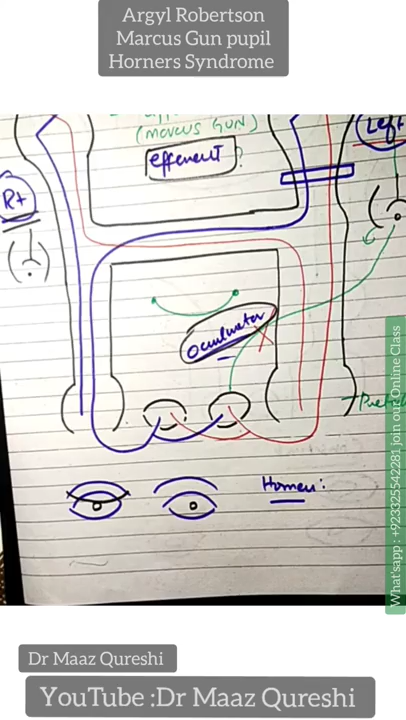 Argyl Robertson
Marcus Gun pupil
Horners Syndrome
(MARCUS GUN)
efferent ?
Left
Rt
Oculomotor
Horner:
What'sapp : +923325542281 join our Online Class
Dr Maaz Qureshi
YouTube :Dr Maaz Qureshi